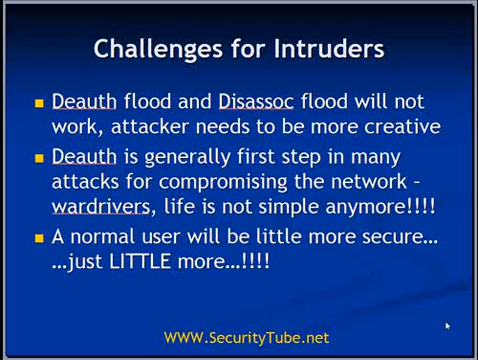 Challenges for Intruders
Deauth flood and Disassoc flood will not
work, attacker needs to be more creative
Deauth is generally first step in many
attacks for compromising the network –
wardrivers, life is not simple anymore!!!!
A normal user will be little more secure…
…just LITTLE more…!!!!
WWW.SecurityTube.net